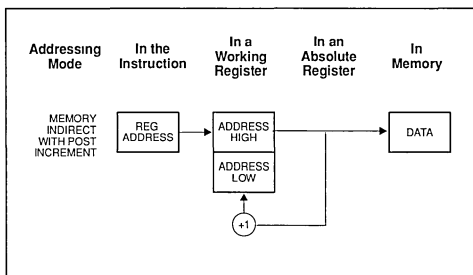 Addressing
Mode
In the
Instruction
In a
Working
Register
In an
Absolute
Register
In
Memory
MEMORY
INDIRECT
WITH POST
INCREMENT
REG
ADDRESS
ADDRESS
HIGH
ADDRESS
LOW
DATA
+1